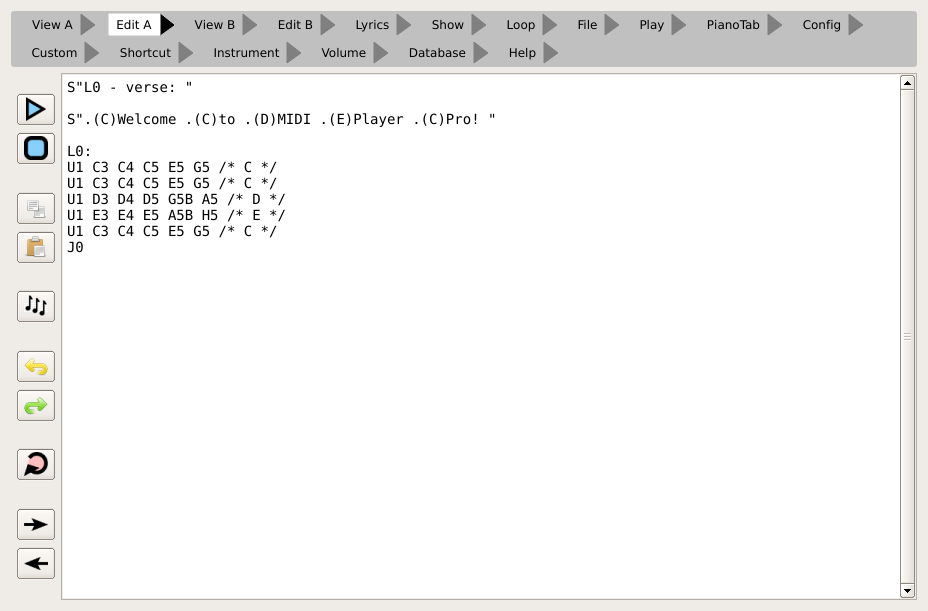 View A Edit A View B Edit B Lyrics Show Loop File Play PianoTab Config
Custom Shortcut Instrument Volume Database Help
S"L0 - verse: "
S".(C)Welcome .(C)to .(D)MIDI .(E)Player .(C)Pro! "
L0:
U1 C3 C4 C5 E5 G5 /* C */
U1 C3 C4 C5 E5 G5 /* C */
U1 D3 D4 D5 G5B A5 /* D */
U1 E3 E4 E5 A5B H5 /* E */
U1 C3 C4 C5 E5 G5 /* C */
J0